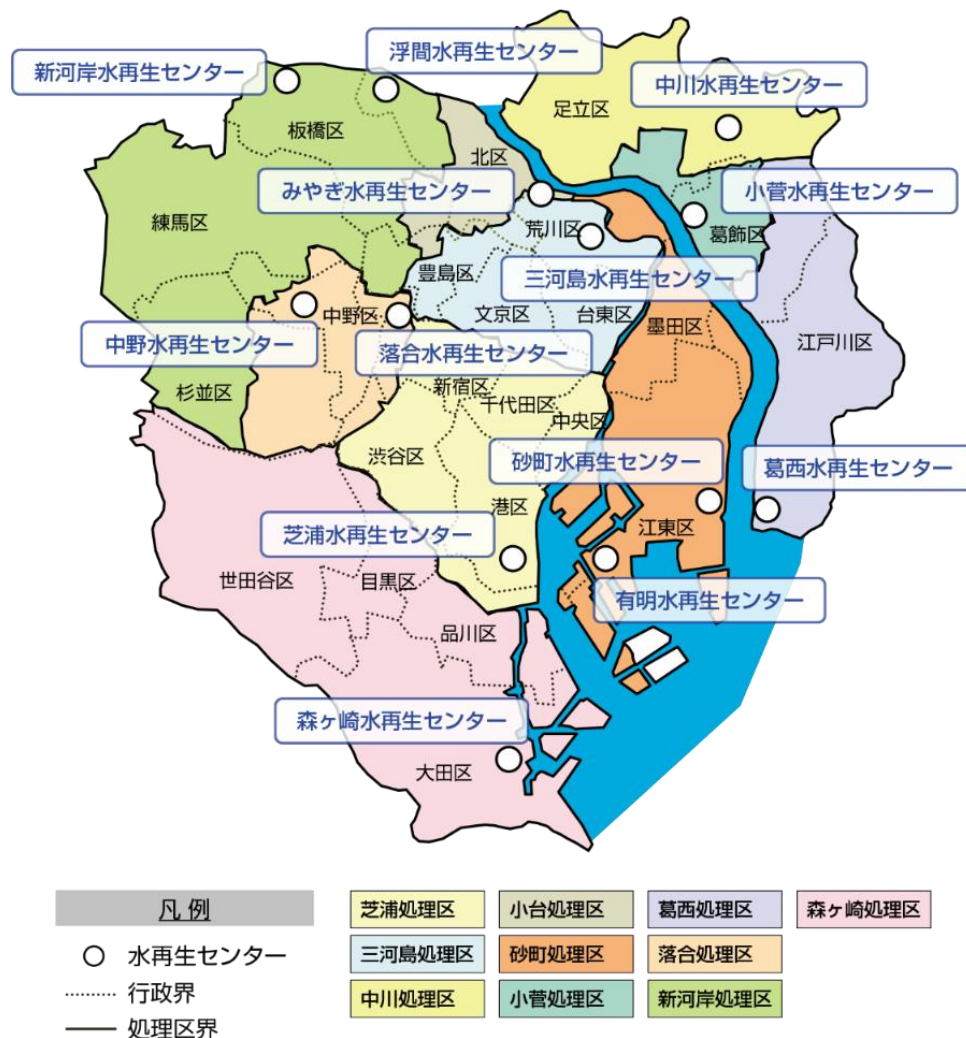 浮間水再生センター
新河岸水再生センター
中川水再生センター
足立区
板橋区
北区
みやぎ水再生センター
小菅水再生センター
練馬区
荒川区
葛飾区
豊島区
三河島水再生センター
文京区
台東区
中野区
墨田区
中野水再生センター
落合水再生センター
江戸川区
杉並区
新宿区
千代田区
中央区
渋谷区
砂町水再生センター
葛西水再生センター
港区
江東区
芝浦水再生センター
世田谷区
目黒区
有明水再生センター
品川区
森ヶ崎水再生センター
大田区
凡例
水再生センター
行政界
処理区界
芝浦処理区
小台処理区
葛西処理区
森ヶ崎処理区
三河島処理区
砂町処理区
落合処理区
中川処理区
小菅処理区
新河岸処理区